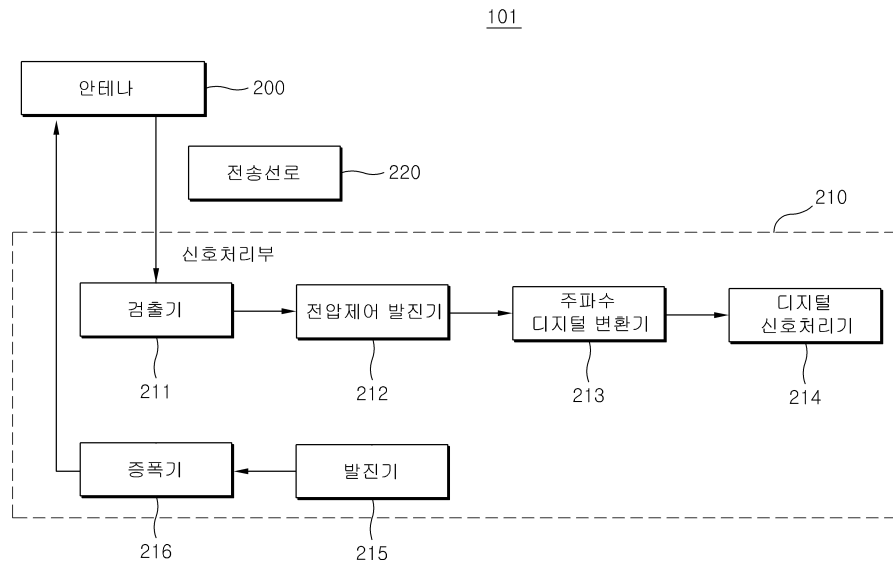 101
안테나
200
전송선로
220
210
신호처리부
검출기
전압제어 발진기
주파수
디지털 변환기
디지털
신호처리기
211
212
213
214
증폭기
발진기
216
215